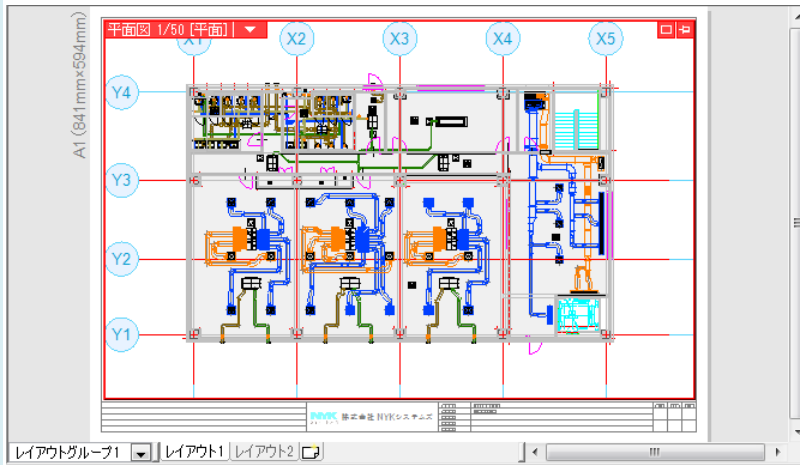 A1 (841mm×594mm)
平面図 1/50 [平面]
X1 X2 X3 X4 X5
Y4
Y3
Y2
Y1
NYK 株式会社 NYKシステムズ
レイアウトグループ1 レイアウト1 レイアウト2